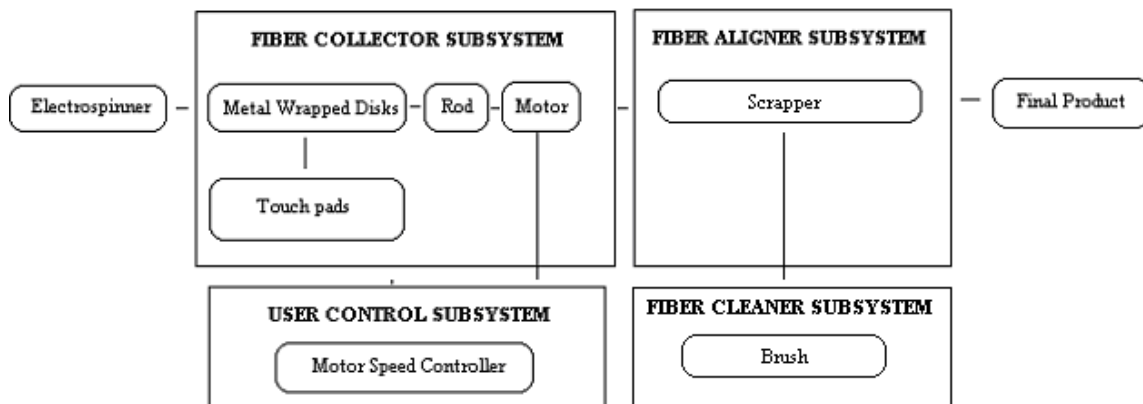 FIBER COLLECTOR SUBSYSTEM
FIBER ALIGNER SUBSYSTEM
Electrospinner
Metal Wrapped Disks
Rod
Motor
Scrapper
Final Product
Touch pads
USER CONTROL SUBSYSTEM
FIBER CLEANER SUBSYSTEM
Motor Speed Controller
Brush